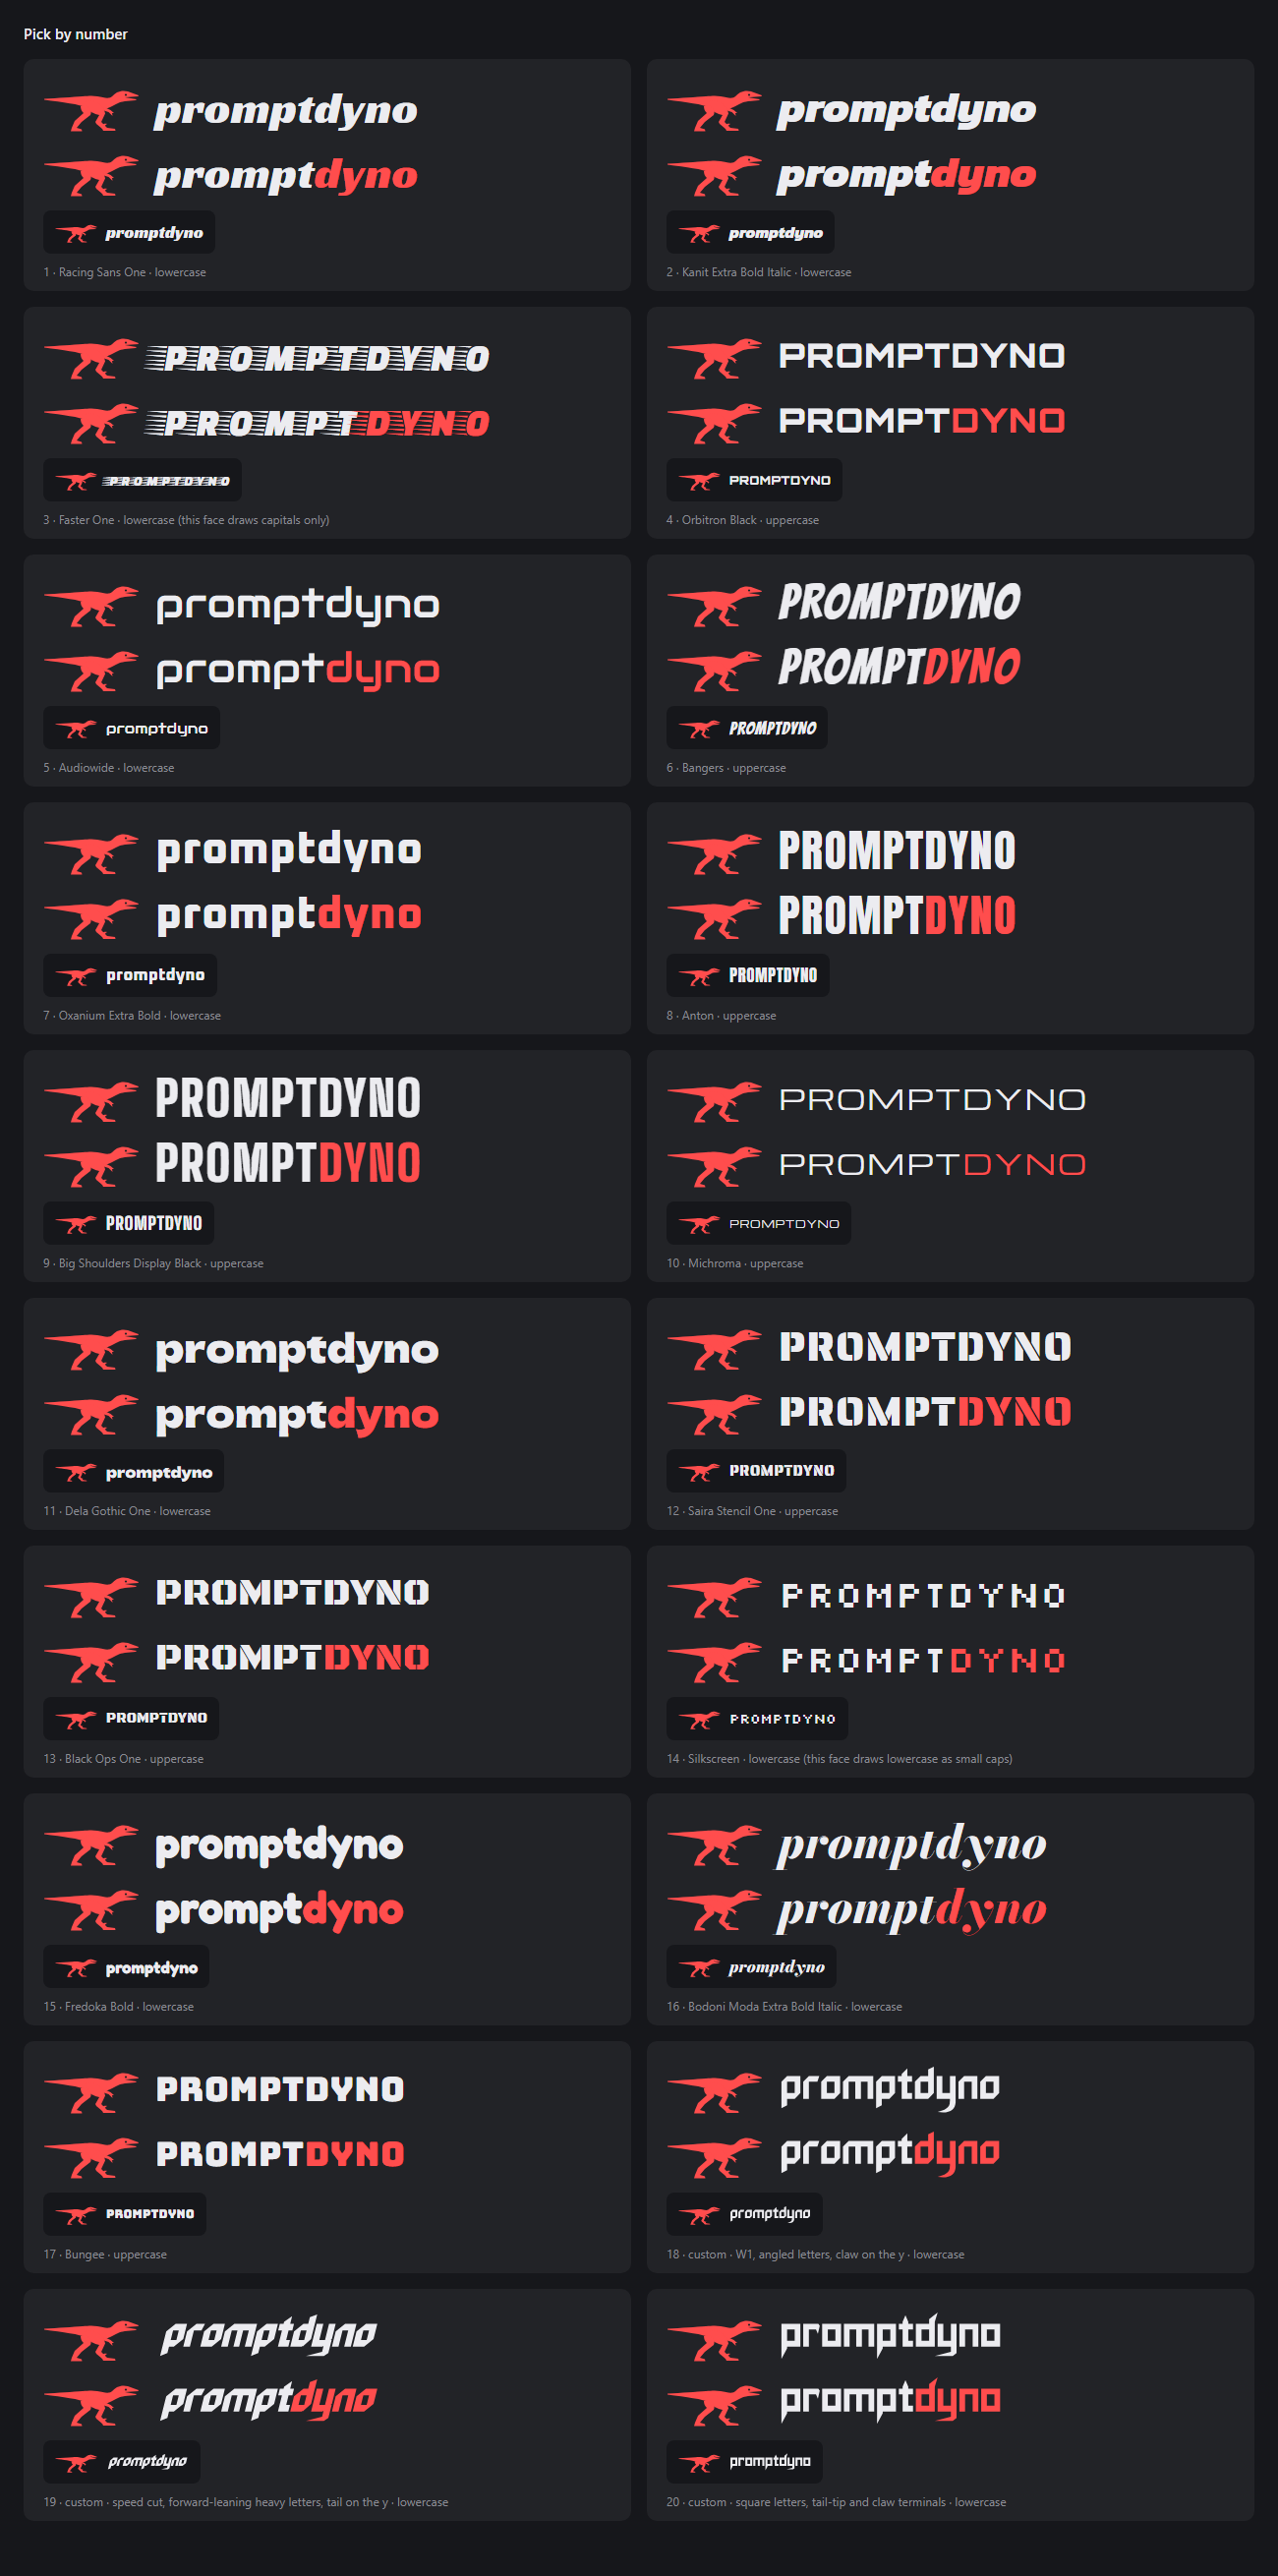 Pick by number
promptdyno
promptdyno
promptdyno
1 · Racing Sans One · lowercase
promptdyno
promptdyno
promptdyno
2 · Kanit Extra Bold Italic · lowercase
PROMPTDYNO
PROMPTDYNO
PROMPTDYNO
3 · Faster One · lowercase (this face draws capitals only)
PROMPTDYNO
PROMPTDYNO
PROMPTDYNO
4 · Orbitron Black · uppercase
promptdyno
promptdyno
promptdyno
5 · Audiowide · lowercase
PROMPTDYNO
PROMPTDYNO
PROMPTDYNO
6 · Bangers · uppercase
promptdyno
promptdyno
promptdyno
7 · Oxanium Extra Bold · lowercase
PROMPTDYNO
PROMPTDYNO
PROMPTDYNO
8 · Anton · uppercase
PROMPTDYNO
PROMPTDYNO
PROMPTDYNO
9 · Big Shoulders Display Black · uppercase
PROMPTDYNO
PROMPTDYNO
PROMPTDYNO
10 · Michroma · uppercase
promptdyno
promptdyno
promptdyno
11 · Dela Gothic One · lowercase
PROMPTDYNO
PROMPTDYNO
PROMPTDYNO
12 · Saira Stencil One · uppercase
PROMPTDYNO
PROMPTDYNO
PROMPTDYNO
13 · Black Ops One · uppercase
PROMPTDYNO
PROMPTDYNO
PROMPTDYNO
14 · Silkscreen · lowercase (this face draws lowercase as small caps)
promptdyno
promptdyno
promptdyno
15 · Fredoka Bold · lowercase
promptdyno
promptdyno
promptdyno
16 · Bodoni Moda Extra Bold Italic · lowercase
PROMPTDYNO
PROMPTDYNO
PROMPTDYNO
17 · Bungee · uppercase
promptdyno
promptdyno
promptdyno
18 · custom · W1, angled letters, claw on the y · lowercase
promptdyno
promptdyno
promptdyno
19 · custom · speed cut, forward-leaning heavy letters, tail on the y · lowercase
promptdyno
promptdyno
promptdyno
20 · custom · square letters, tail-tip and claw terminals · lowercase